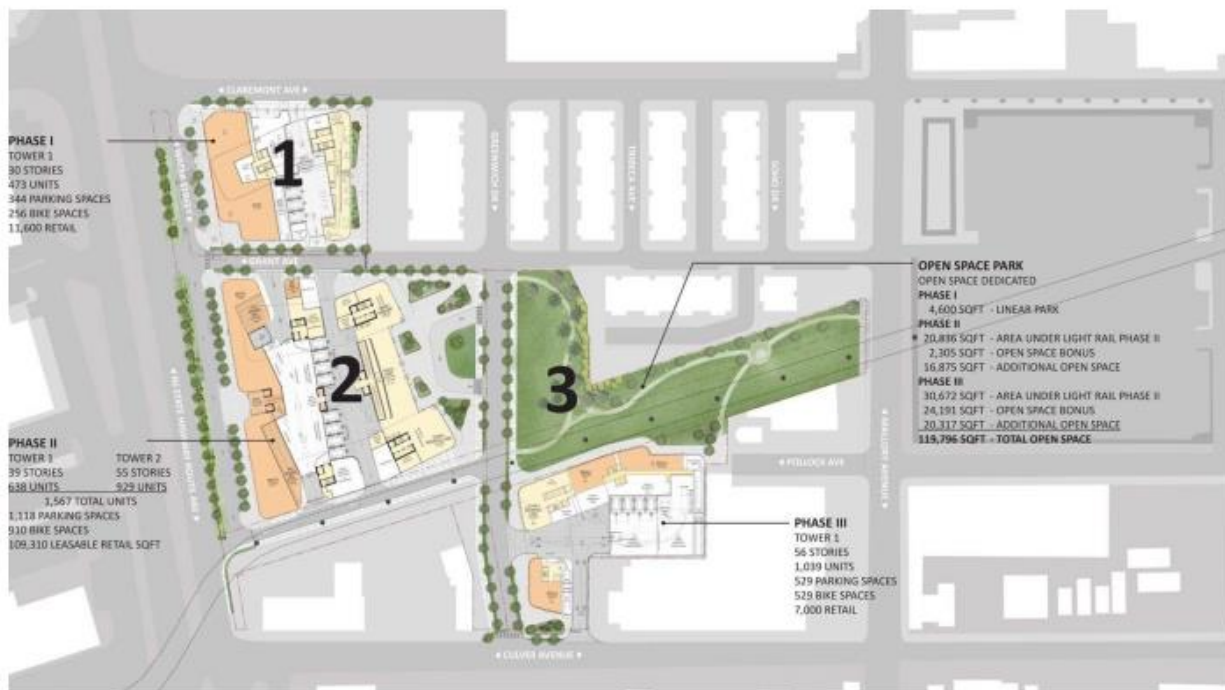 ◄ CLAREMONT AVE ►
PHASE I
TOWER 1
30 STORIES
473 UNITS
344 PARKING SPACES
256 BIKE SPACES
11,600 RETAIL
1
◄ GRANT AVE
OPEN SPACE PARK
OPEN SPACE DEDICATED
PHASE I
4,600 SQFT - LINEAR PARK
PHASE II
20,836 SQFT - AREA UNDER LIGHT RAIL PHASE II
2,305 SQFT - OPEN SPACE BONUS
16,875 SQFT - ADDITIONAL OPEN SPACE
PHASE III
30,672 SQFT - AREA UNDER LIGHT RAIL PHASE II
24,191 SQFT - OPEN SPACE BONUS
20,317 SQFT - ADDITIONAL OPEN SPACE
119,796 SQFT - TOTAL OPEN SPACE
2
3
PHASE II
TOWER 1 TOWER 2
39 STORIES 55 STORIES
638 UNITS 929 UNITS
1,567 TOTAL UNITS
1,118 PARKING SPACES
910 BIKE SPACES
109,310 LEASABLE RETAIL SQFT
◄ POLLOCK AVE
PHASE III
TOWER 1
56 STORIES
1,039 UNITS
529 PARKING SPACES
529 BIKE SPACES
7,000 RETAIL
◄ CULVER AVENUE ►